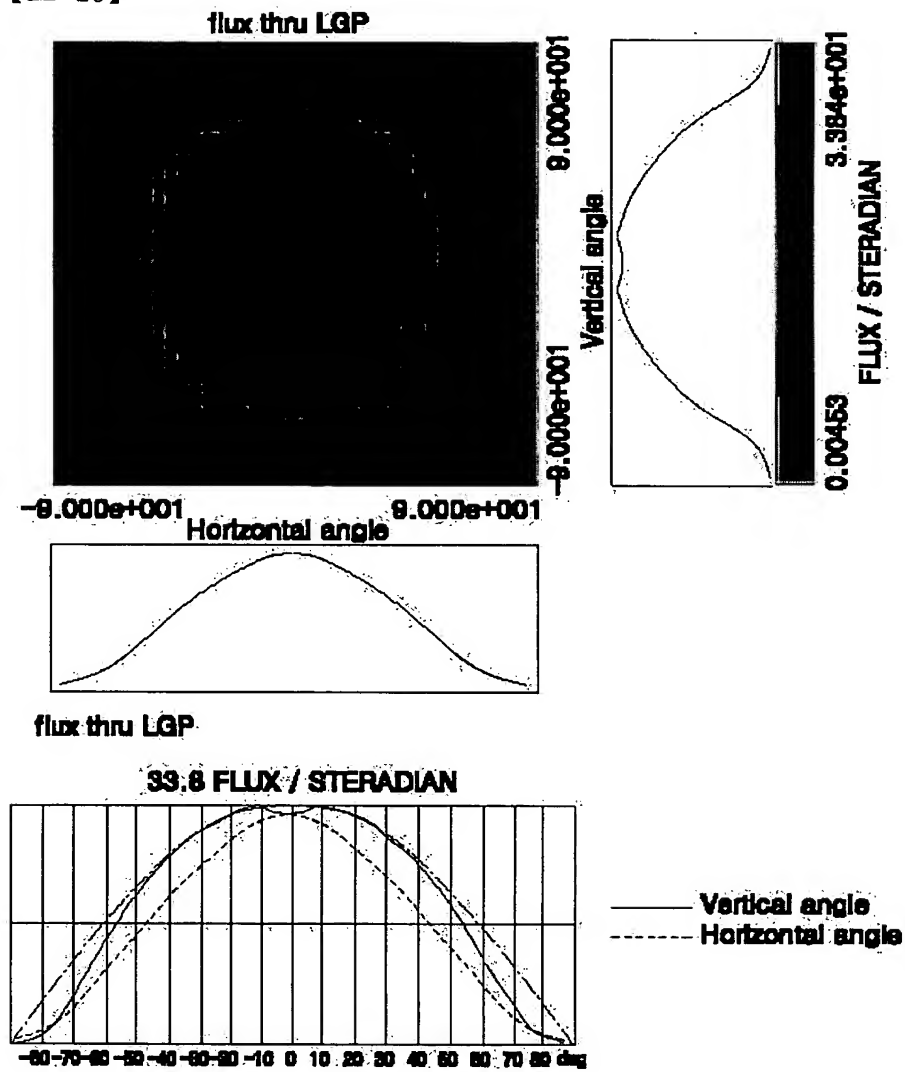 flux thru LGP
9.000e+001
-9.000e+001
Vertical angle
3.384e+001
0.00453
FLUX / STERADIAN
-9.000e+001 9.000e+001
Horizontal angle
flux thru LGP
33.8 FLUX / STERADIAN
Vertical angle
Horizontal angle
-80 -70 -60 -50 -40 -30 -20 -10 0 10 20 30 40 50 60 70 80 deg